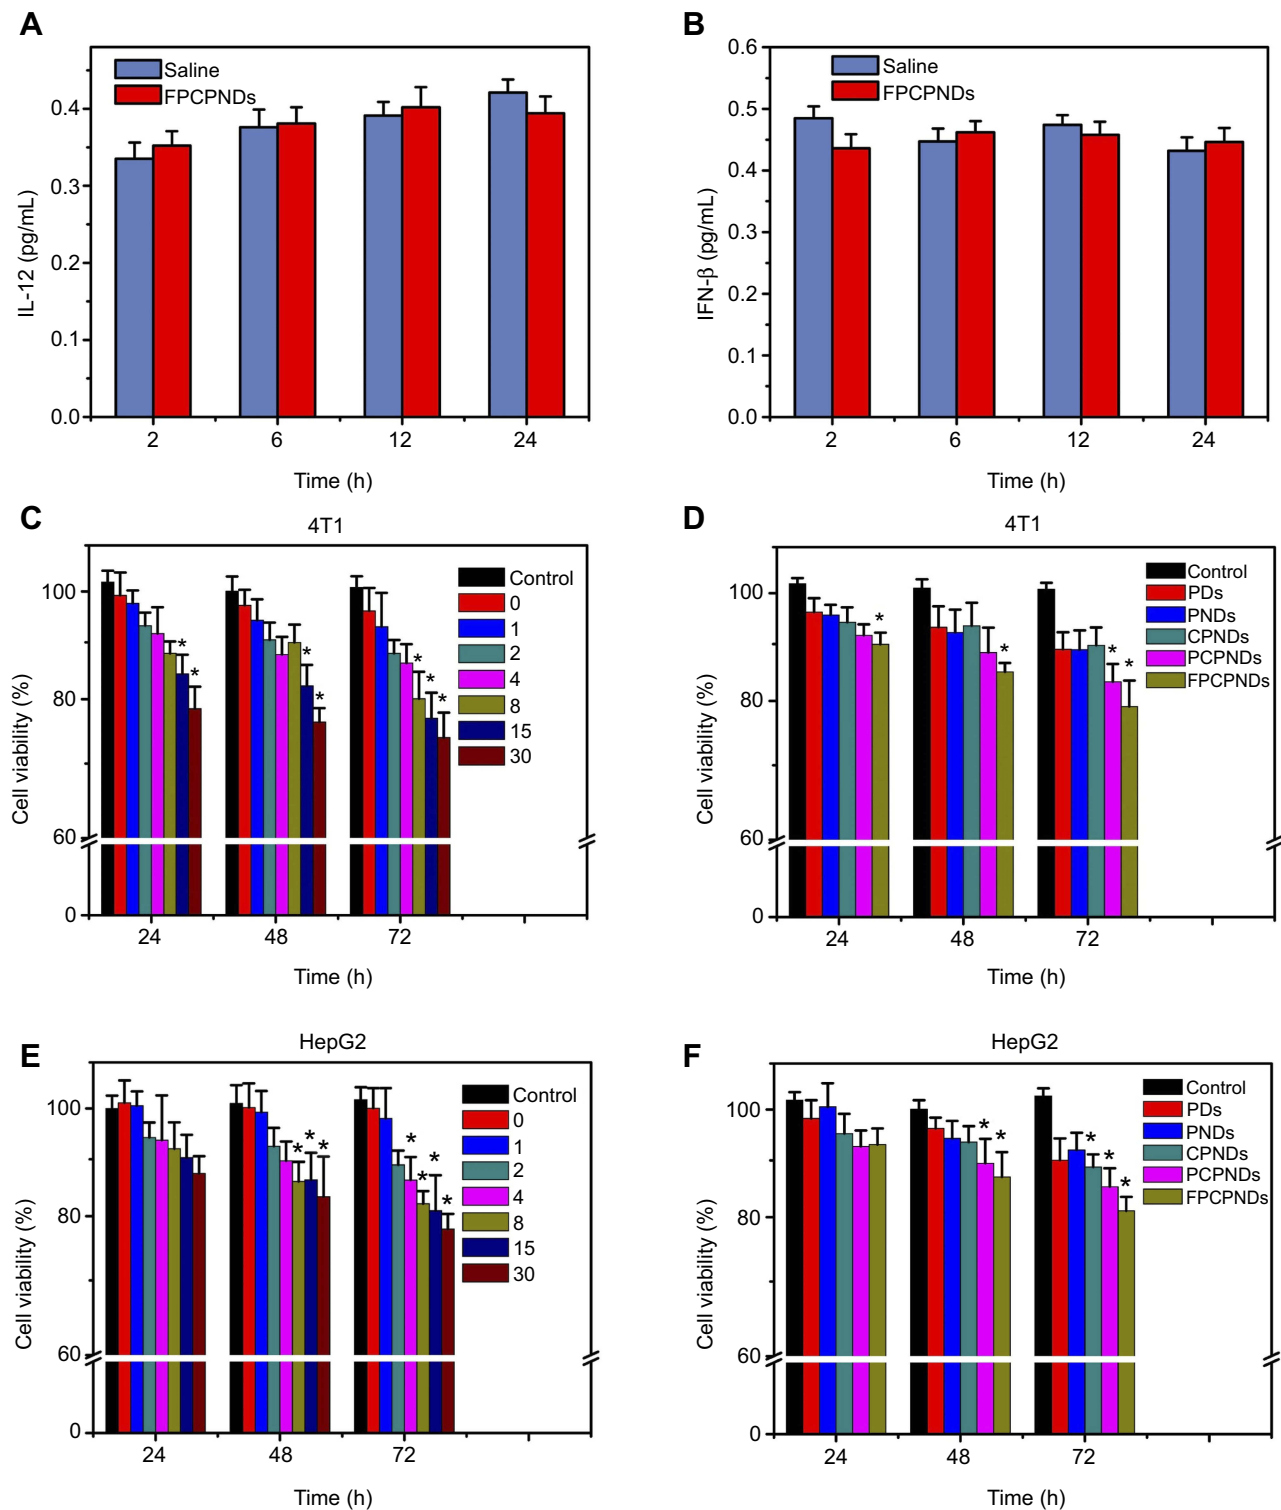 A
Saline
FPCPNDs
0.4
0.3
0.2
0.1
0.0
IL-12 (pg/mL)
2 6 12 24
Time (h)
B
Saline
FPCPNDs
0.6
0.5
0.4
0.3
0.2
0.1
0.0
IFN-β (pg/mL)
2 6 12 24
Time (h)
C
4T1
Control
0
1
2
4
8
15
30
100
80
60
0
Cell viability (%)
* * * * * * *
24 48 72
Time (h)
D
4T1
Control
PDs
PNDs
CPNDs
PCPNDs
FPCPNDs
100
80
60
0
Cell viability (%)
* * * *
24 48 72
Time (h)
E
HepG2
Control
0
1
2
4
8
15
30
100
80
60
0
Cell viability (%)
* * * * * * *
24 48 72
Time (h)
F
HepG2
Control
PDs
PNDs
CPNDs
PCPNDs
FPCPNDs
100
80
60
0
Cell viability (%)
* * * * *
24 48 72
Time (h)